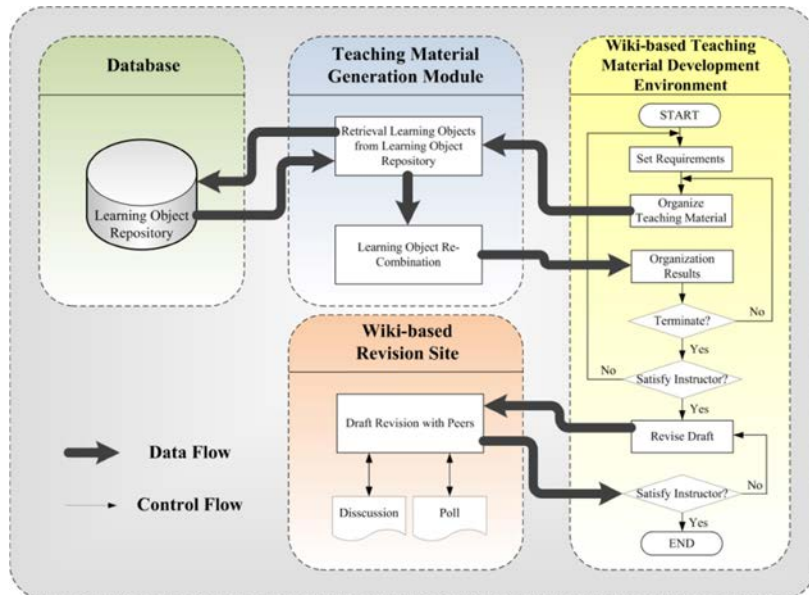 Database
Learning Object
Repository
Teaching Material
Generation Module
Retrieval Learning Objects
from Learning Object
Repository
Learning Object Re-
Combination
Wiki-based
Revision Site
Draft Revision with Peers
Disscussion
Poll
Wiki-based Teaching
Material Development
Environment
START
Set Requirements
Organize
Teaching Material
Organization
Results
Terminate?
No
Yes
Satisfy Instructor?
No
Yes
Revise Draft
Satisfy Instructor?
No
Yes
END
Data Flow
Control Flow